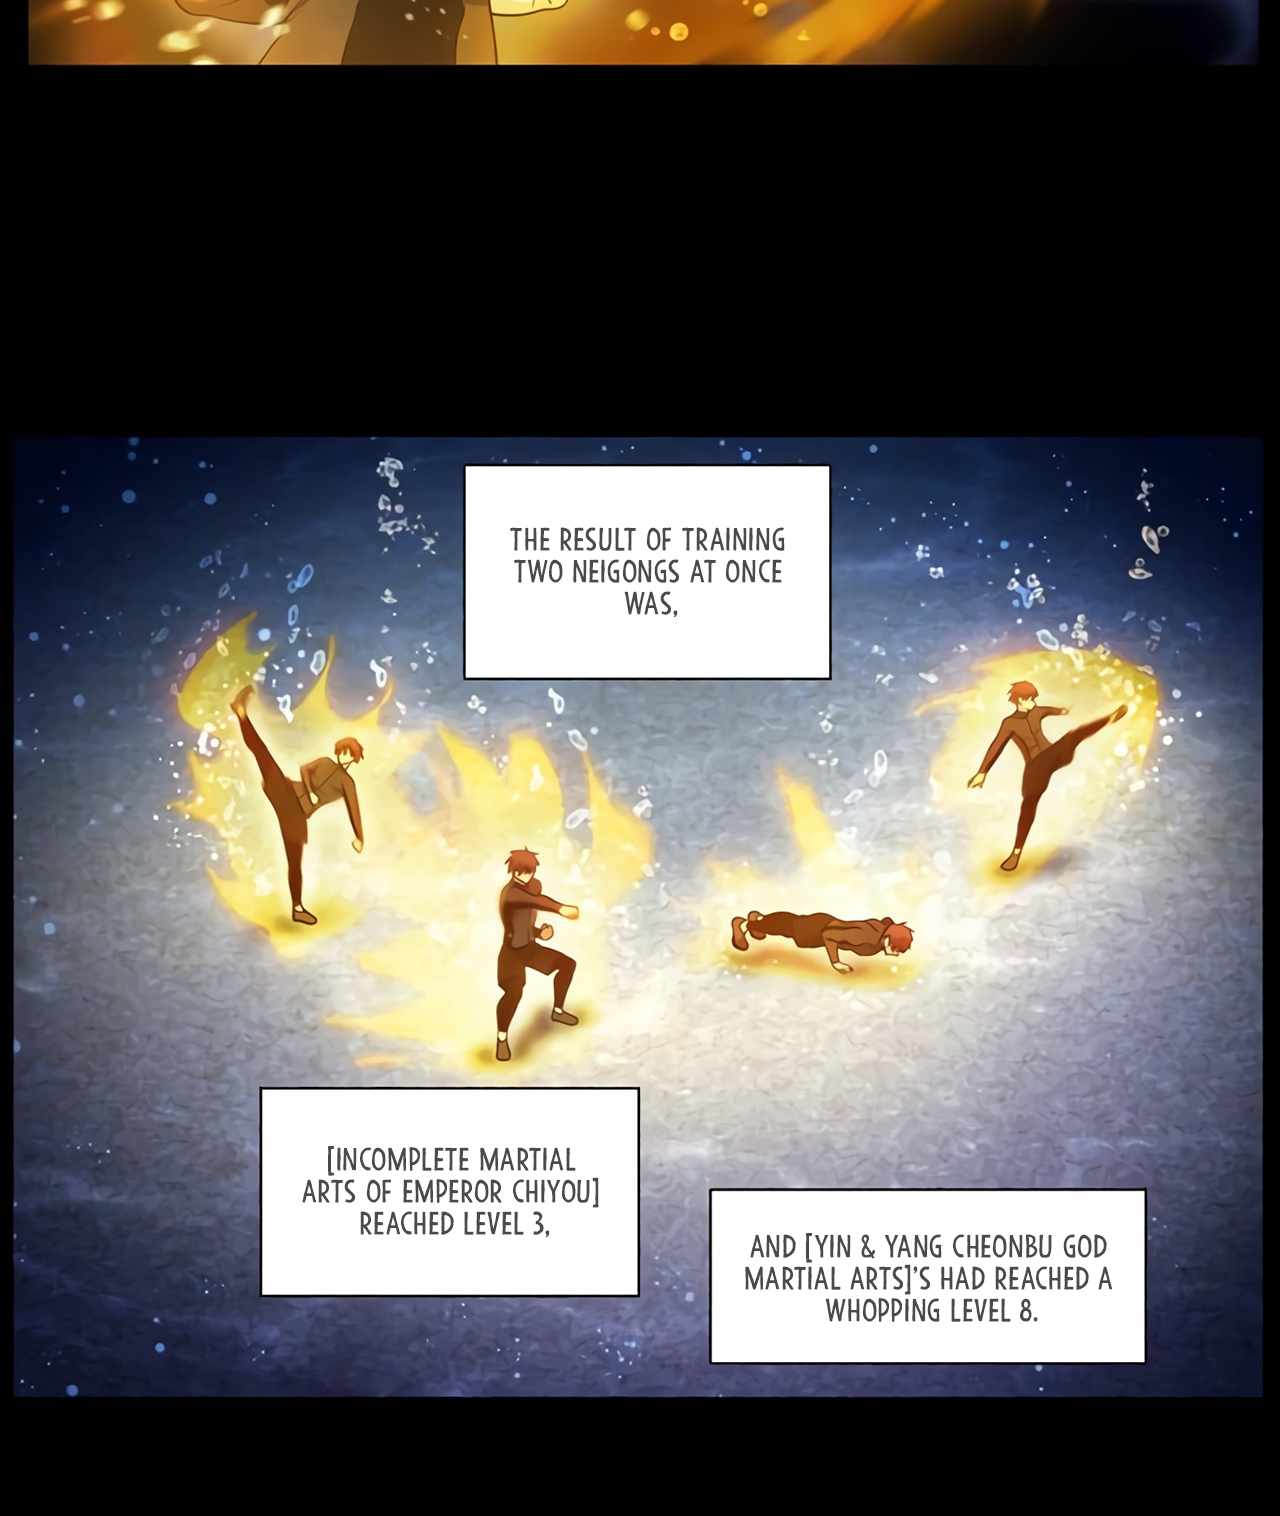 THE RESULT OF TRAINING
TWO NEIGONGS AT ONCE
WAS,
[INCOMPLETE MARTIAL
ARTS OF EMPEROR CHIYOU]
REACHED LEVEL 3,
AND [YIN & YANG CHEONBU GOD
MARTIAL ARTS]'S HAD REACHED A
WHOPPING LEVEL 8.